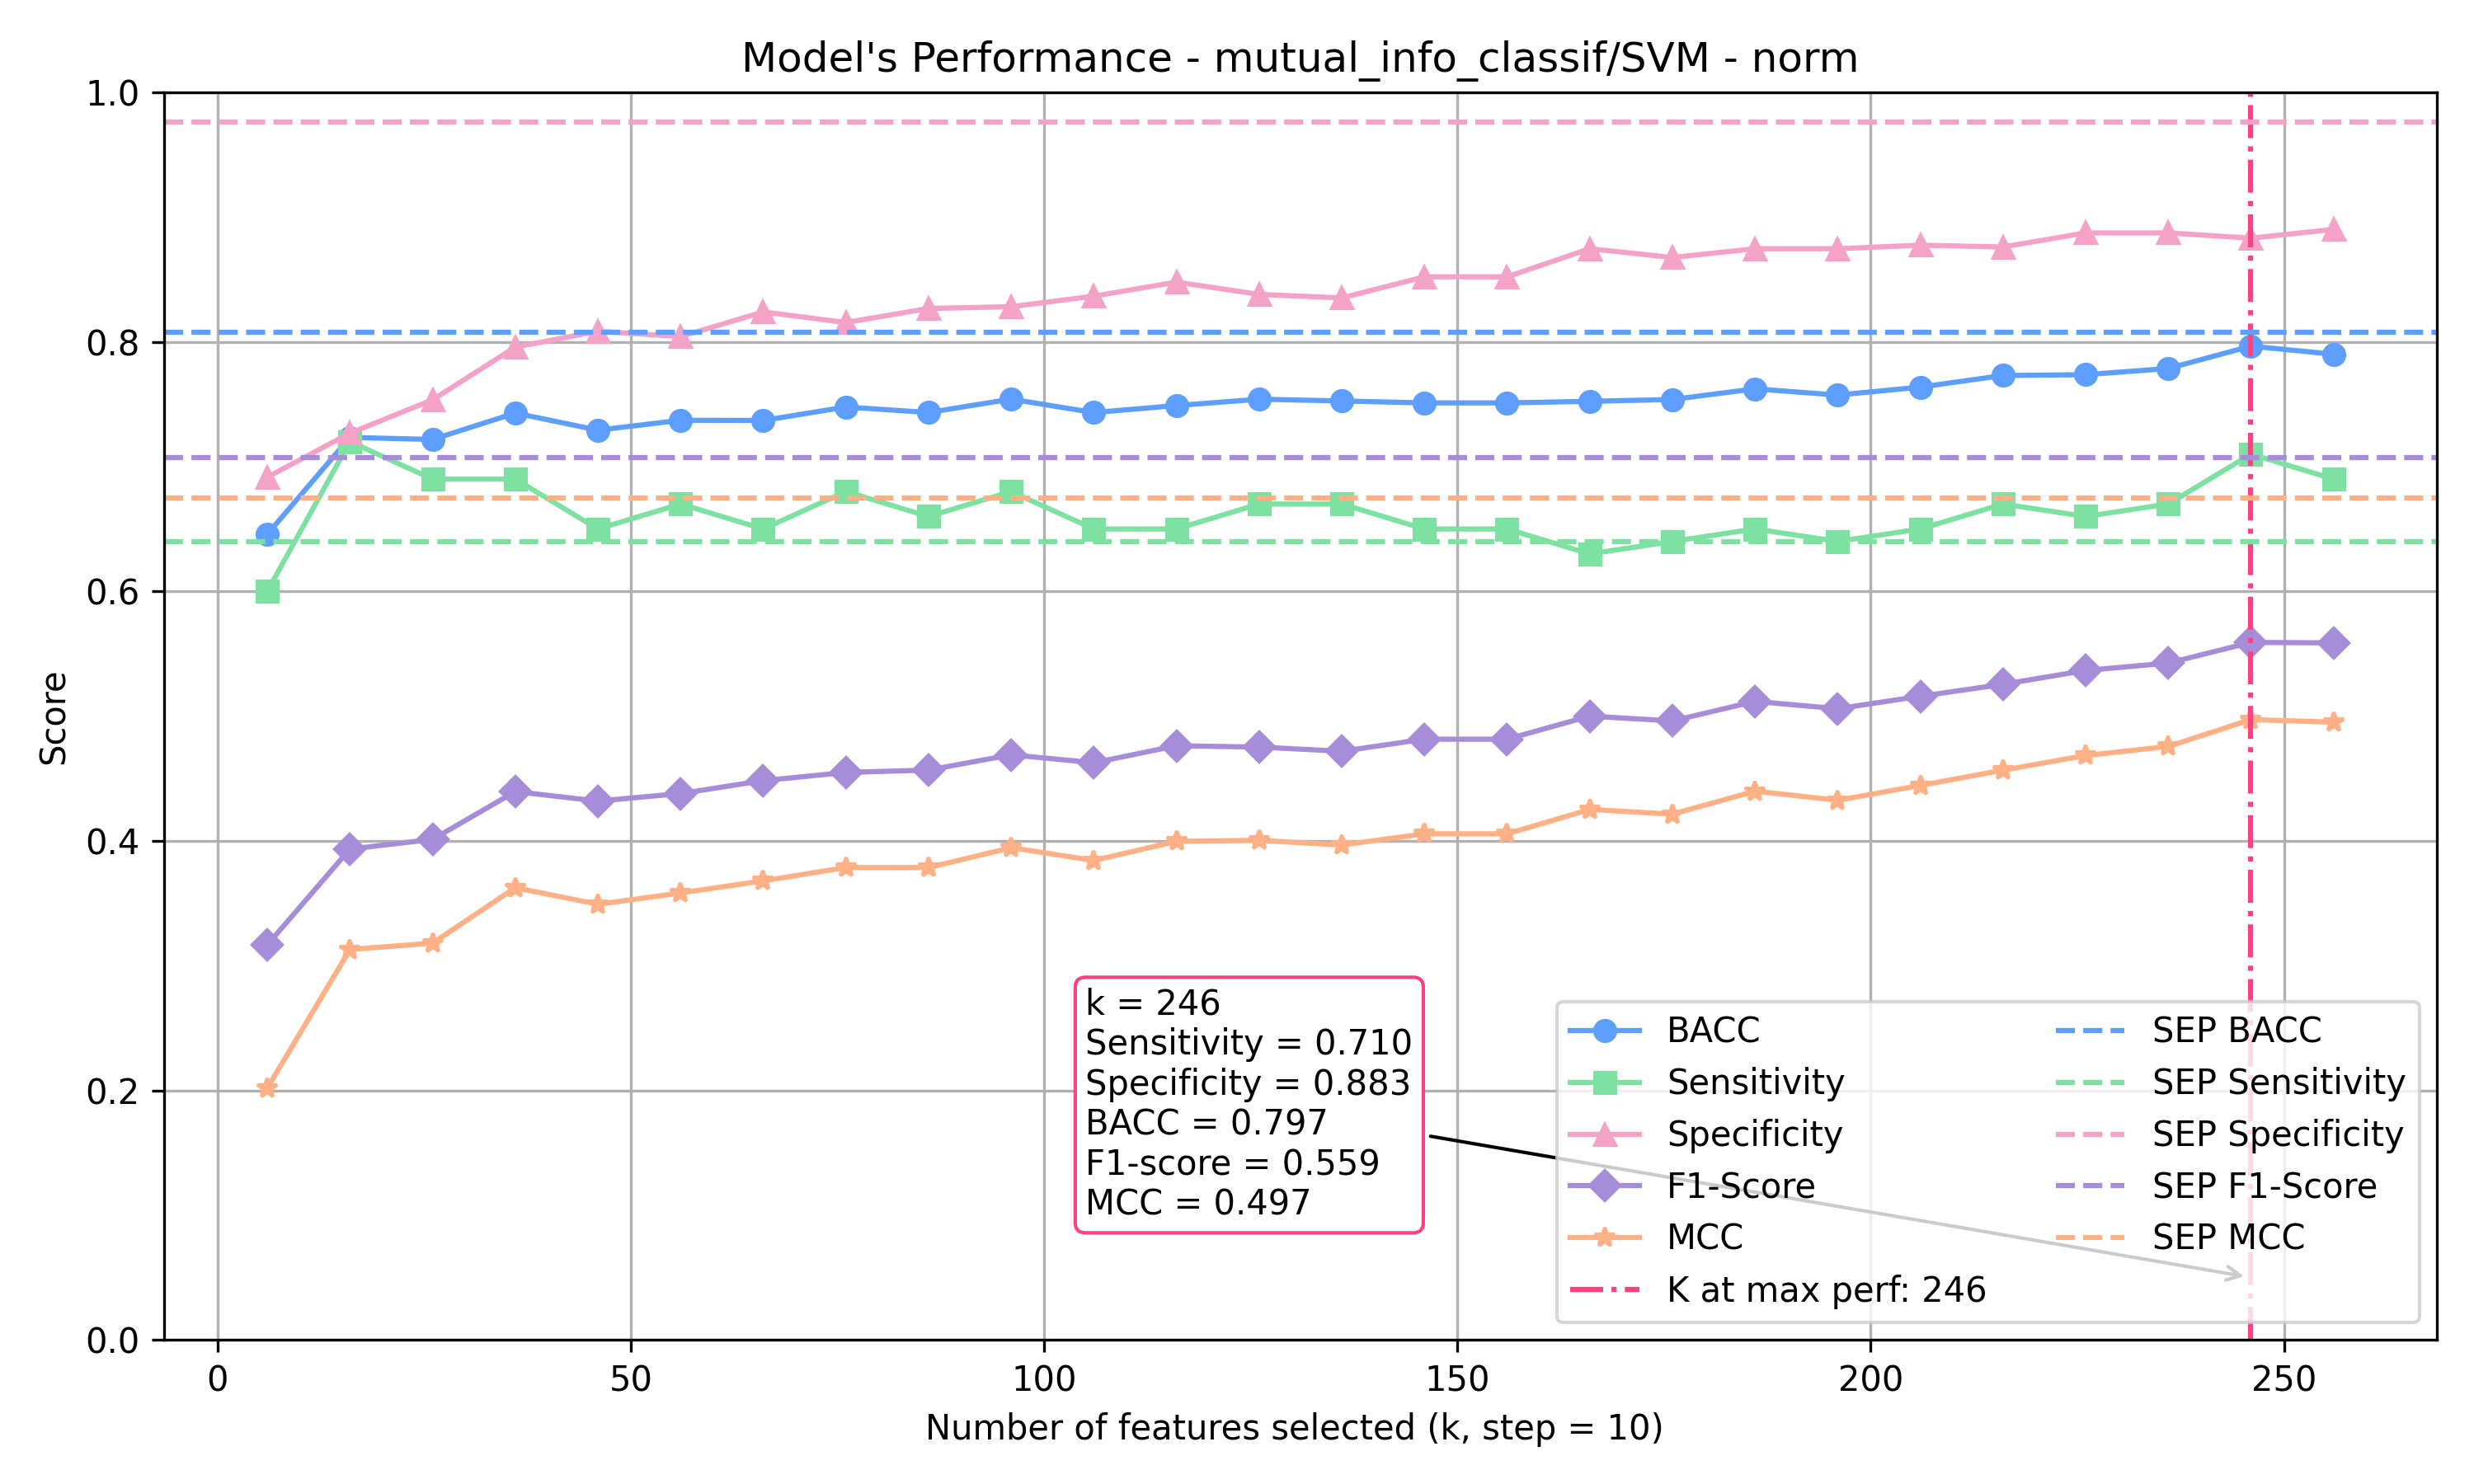 Model's Performance - mutual_info_classif/SVM - norm
1.0
0.8
0.6
0.4
0.2
0.0
Score
k = 246
Sensitivity = 0.710
Specificity = 0.883
BACC = 0.797
F1-score = 0.559
MCC = 0.497
BACC
Sensitivity
Specificity
F1-Score
MCC
K at max perf: 246
SEP BACC
SEP Sensitivity
SEP Specificity
SEP F1-Score
SEP MCC
0 50 100 150 200 250
Number of features selected (k, step = 10)